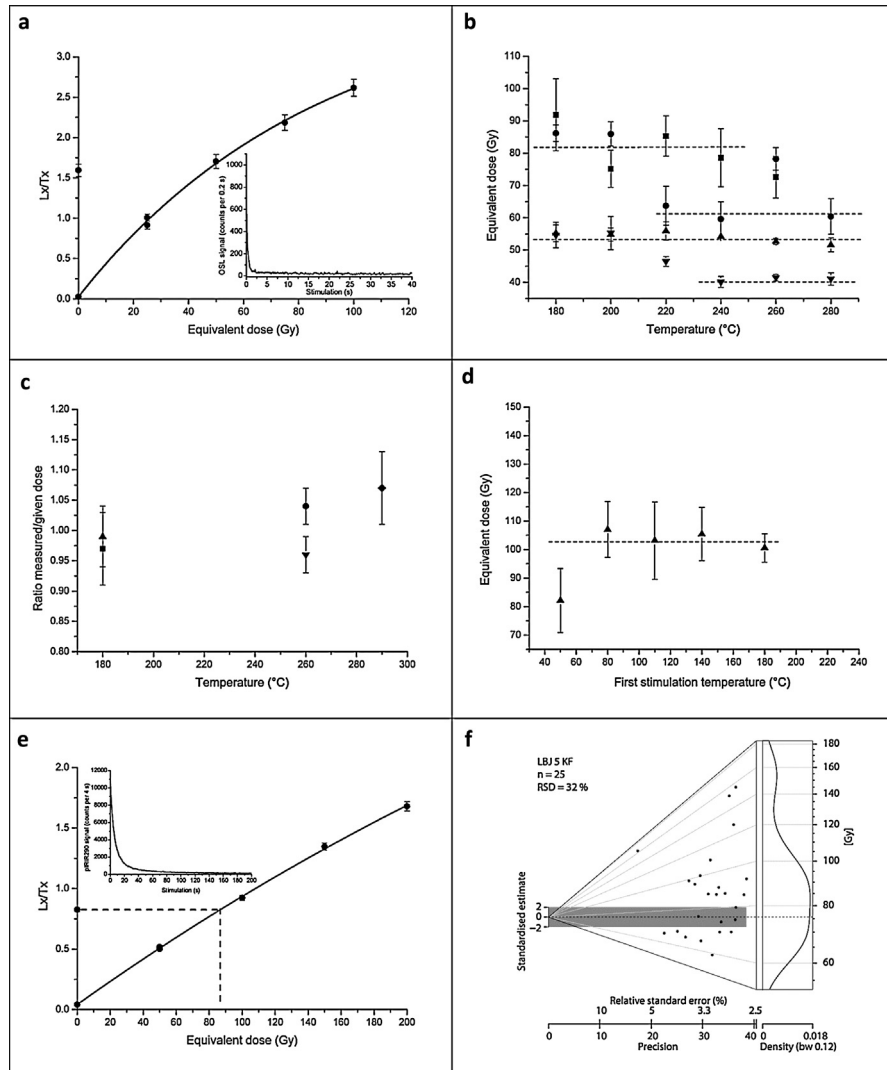 a
3.0
2.5
2.0
1.5
1.0
0.5
0.0
Lx/Tx
0 20 40 60 80 100 120
Equivalent dose (Gy)
1000
800
600
400
200
0
OSL signal (counts per 0.2 s)
0 5 10 15 20 25 30 35 40
Stimulation (s)
b
110
100
90
80
70
60
50
40
Equivalent dose (Gy)
180 200 220 240 260 280
Temperature (°C)
c
1.20
1.15
1.10
1.05
1.00
0.95
0.90
0.85
0.80
Ratio measured/given dose
180 200 220 240 260 280 300
Temperature (°C)
d
150
140
130
120
110
100
90
80
70
Equivalent dose (Gy)
40 60 80 100 120 140 160 180 200 220 240
First stimulation temperature (°C)
e
2.0
1.5
1.0
0.5
0.0
Lx/Tx
0 50 100 150 200
Equivalent dose (Gy)
12000
10000
8000
6000
4000
2000
0
pIRIR290 signal (counts per 4 s)
0 20 40 60 80 100 120 140 160 180 200
Stimulation (s)
f
LBJ 5 KF
n = 25
RSD = 32 %
Standardised estimate
2
0
−2
180
160
140
120
100
80
60
[Gy]
Relative standard error (%)
10 5 3.3 2.5
0 10 20 30 40
Precision
0 0.018
Density (bw 0.12)